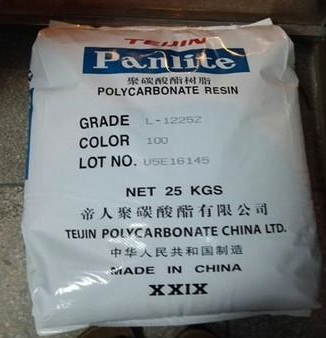 TEIJIN
Panlite
聚碳酸酯树脂
POLYCARBONATE RESIN
GRADE L-1225Z
COLOR 100
LOT NO. U5E16145
NET 25 KGS
帝人聚碳酸酯有限公司
TEIJIN POLYCARBONATE CHINA LTD.
中华人民共和国制造
MADE IN CHINA
XXIX